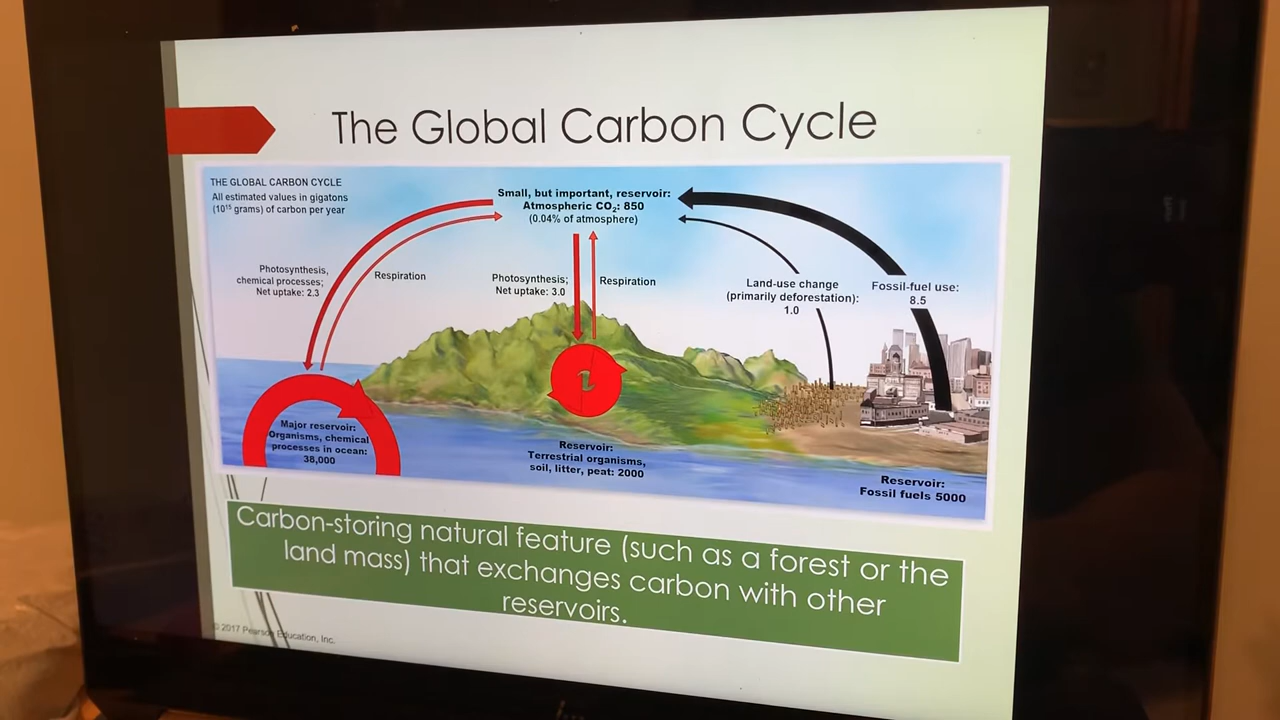 The Global Carbon Cycle
THE GLOBAL CARBON CYCLE
All estimated values in gigatons
(10¹⁵ grams) of carbon per year
Small, but important, reservoir:
Atmospheric CO₂: 850
(0.04% of atmosphere)
Photosynthesis,
chemical processes;
Net uptake: 2.3
Respiration
Photosynthesis;
Net uptake: 3.0
Respiration
Land-use change
(primarily deforestation):
1.0
Fossil-fuel use:
8.5
Major reservoir:
Organisms, chemical
processes in ocean:
38,000
Reservoir:
Terrestrial organisms,
soil, litter, peat: 2000
Reservoir:
Fossil fuels 5000
Carbon-storing natural feature (such as a forest or the
land mass) that exchanges carbon with other
reservoirs.
© 2017 Pearson Education, Inc.